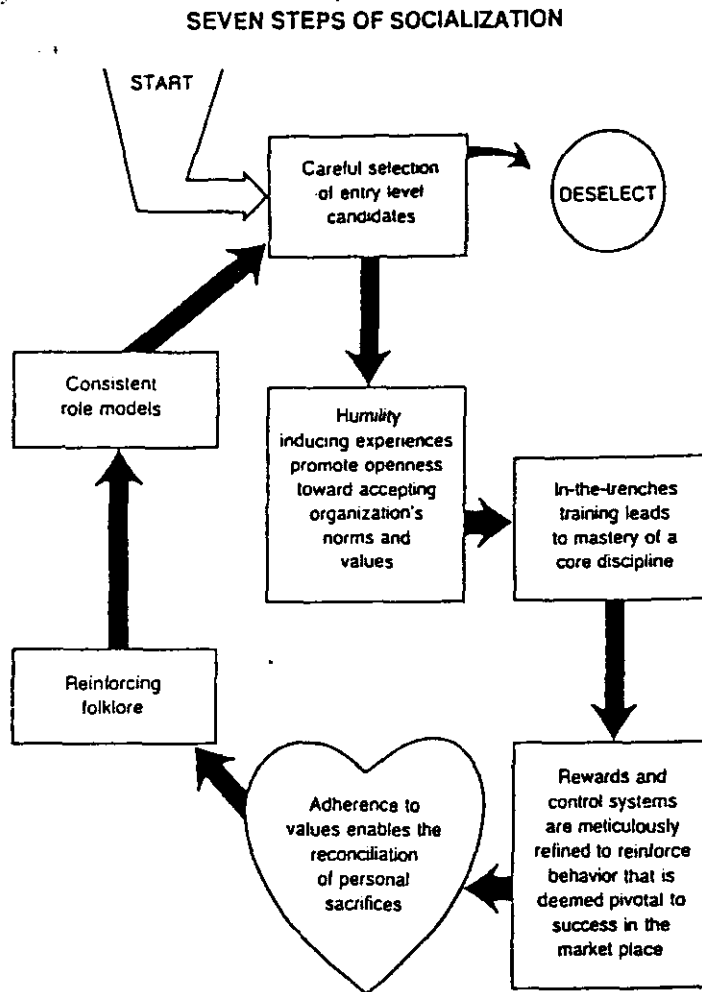 SEVEN STEPS OF SOCIALIZATION
START
Careful selection
of entry level
candidates
DESELECT
Consistent
role models
Humility
inducing experiences
promote openness
toward accepting
organization's
norms and
values
In-the-trenches
training leads
to mastery of a
core discipline
Reinforcing
folklore
Adherence to
values enables the
reconciliation
of personal
sacrifices
Rewards and
control systems
are meticulously
refined to reinforce
behavior that is
deemed pivotal to
success in the
market place